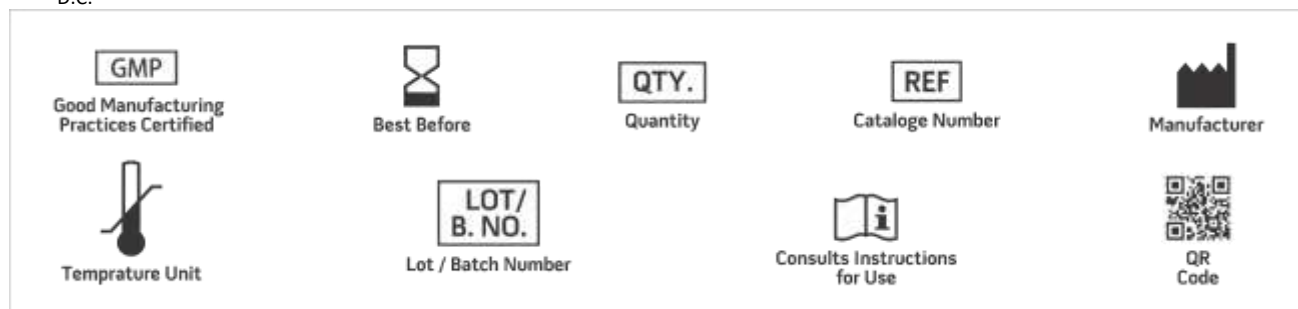 D.C.
GMP
Good Manufacturing
Practices Certified
Best Before
QTY.
Quantity
REF
Cataloge Number
Manufacturer
Temprature Unit
LOT/
B. NO.
Lot / Batch Number
i
Consults Instructions
for Use
QR
Code